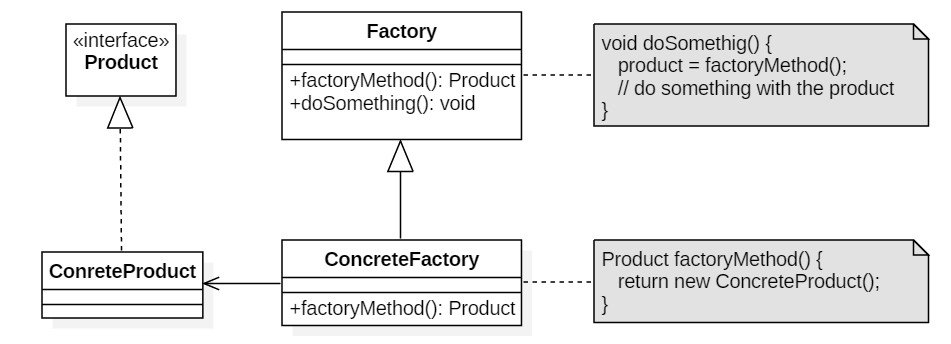 «interface»
Product
Factory
+factoryMethod(): Product
+doSomething(): void
void doSomethig() {
product = factoryMethod();
// do something with the product
}
ConreteProduct
ConcreteFactory
+factoryMethod(): Product
Product factoryMethod() {
return new ConcreteProduct();
}